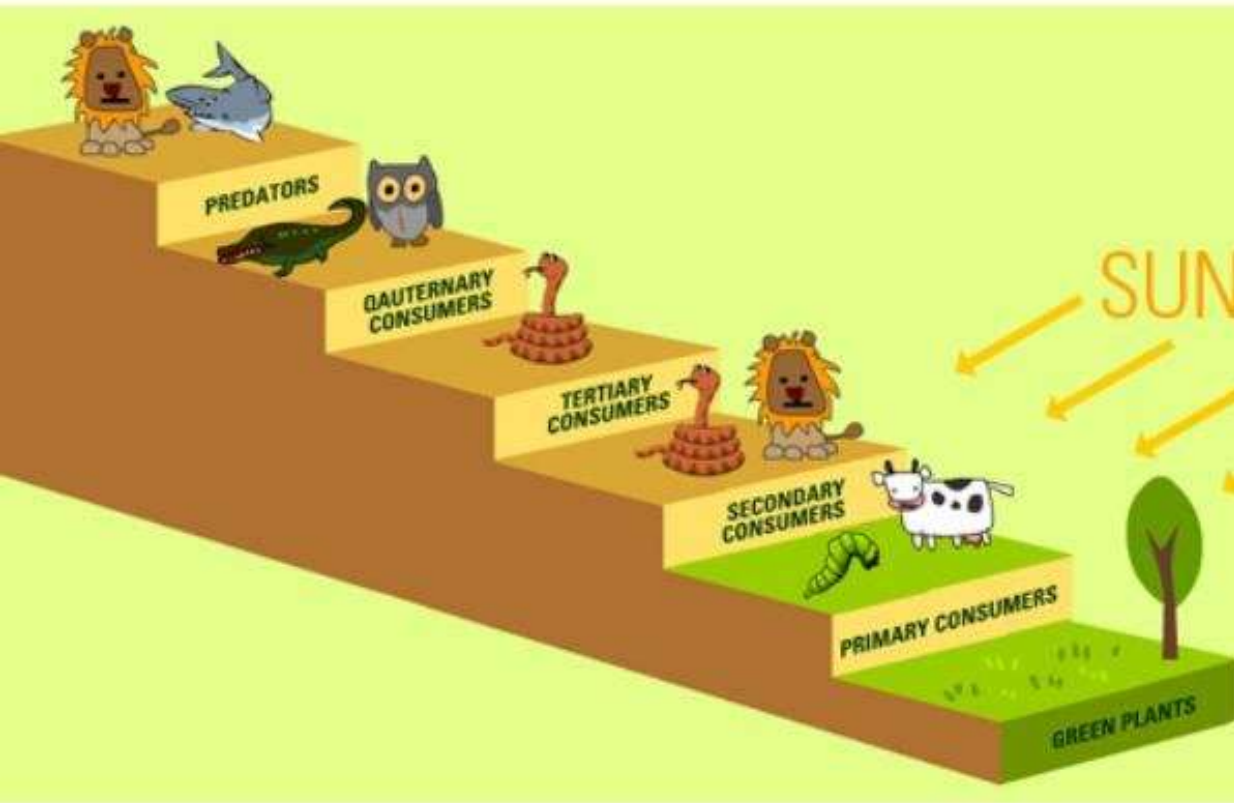 PREDATORS
QAUTERNARY
CONSUMERS
SUN
TERTIARY
CONSUMERS
SECONDARY
CONSUMERS
PRIMARY CONSUMERS
GREEN PLANTS